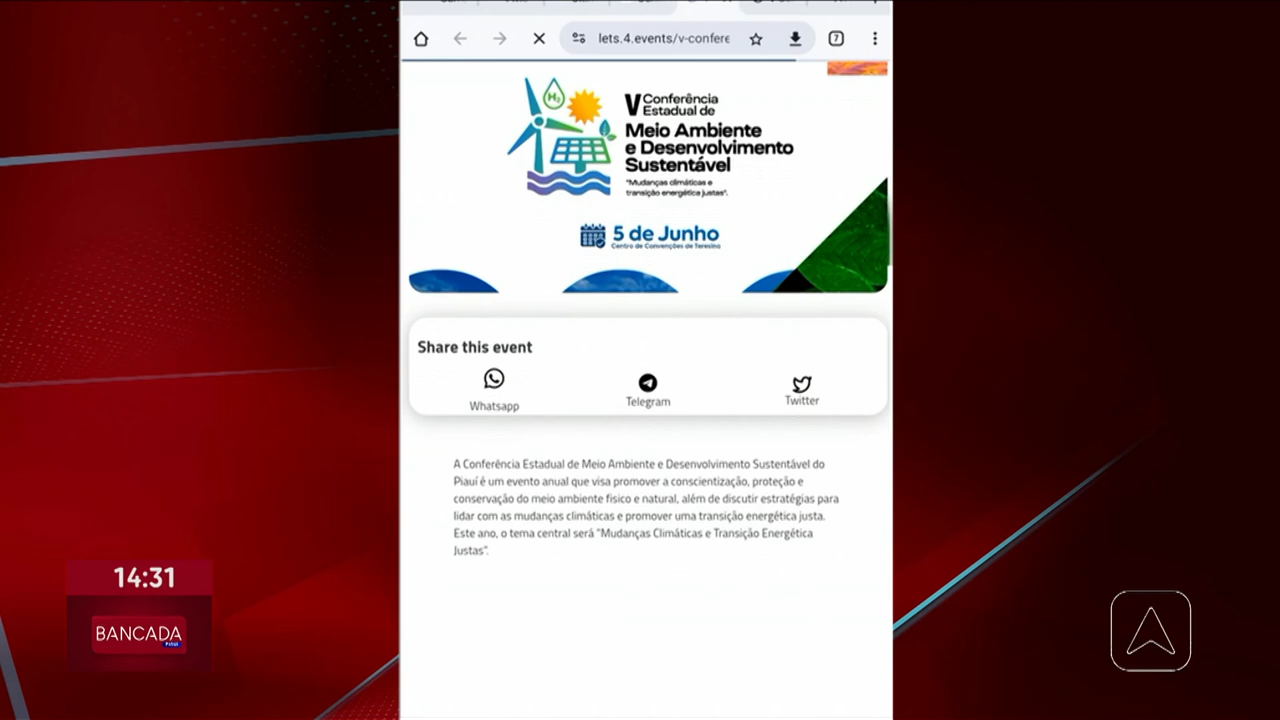 lets.4.events/v-confere
7
H₂
V Conferência
Estadual de
Meio Ambiente
e Desenvolvimento
Sustentável
"Mudanças climáticas e
transição energética justas".
5 de Junho
Centro de Convenções de Teresina
Share this event
Whatsapp
Telegram
Twitter
A Conferência Estadual de Meio Ambiente e Desenvolvimento Sustentável do
Piauí é um evento anual que visa promover a conscientização, proteção e
conservação do meio ambiente fisico e natural, além de discutir estratégias para
lidar com as mudanças climáticas e promover uma transição energética justa.
Este ano, o tema central será "Mudanças Climáticas e Transição Energética
Justas".
14:31
BANCADA
PIAUÍ